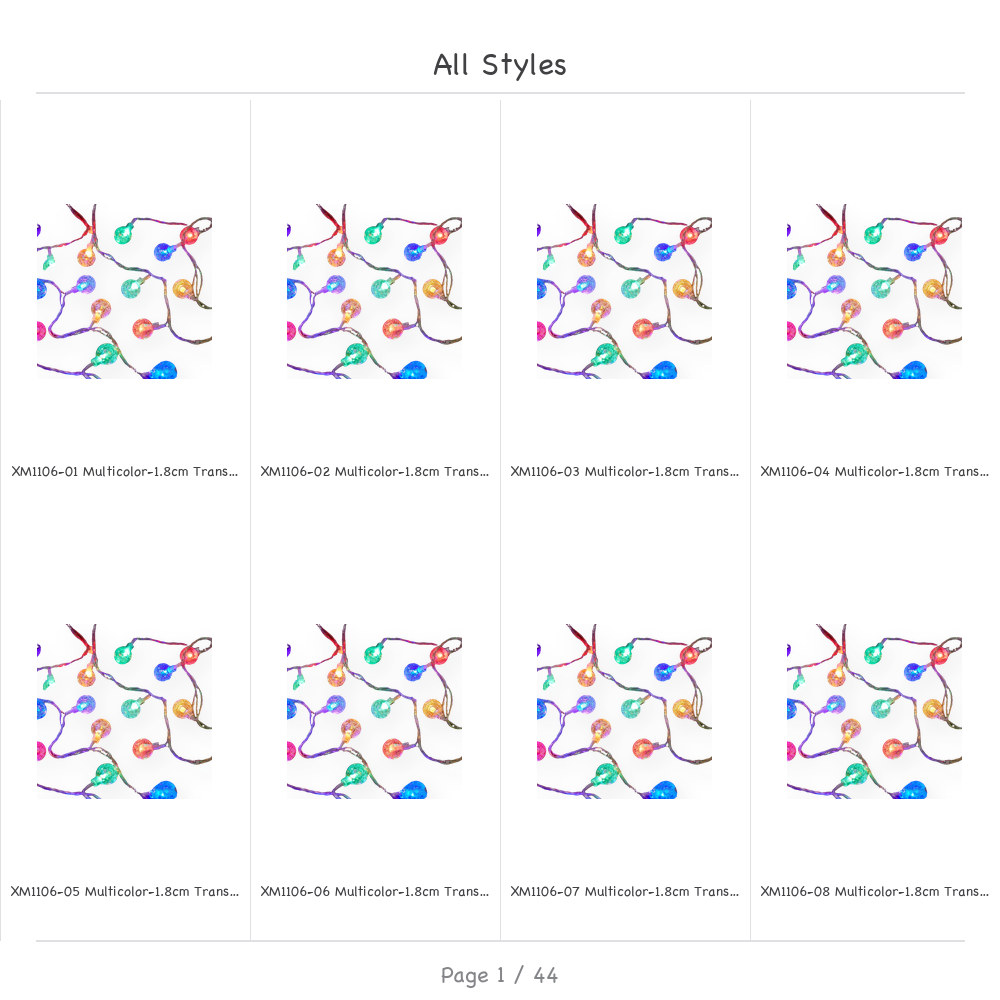 All Styles
XM1106-01 Multicolor-1.8cm Trans...
XM1106-02 Multicolor-1.8cm Trans...
XM1106-03 Multicolor-1.8cm Trans...
XM1106-04 Multicolor-1.8cm Trans...
XM1106-05 Multicolor-1.8cm Trans...
XM1106-06 Multicolor-1.8cm Trans...
XM1106-07 Multicolor-1.8cm Trans...
XM1106-08 Multicolor-1.8cm Trans...
Page 1 / 44